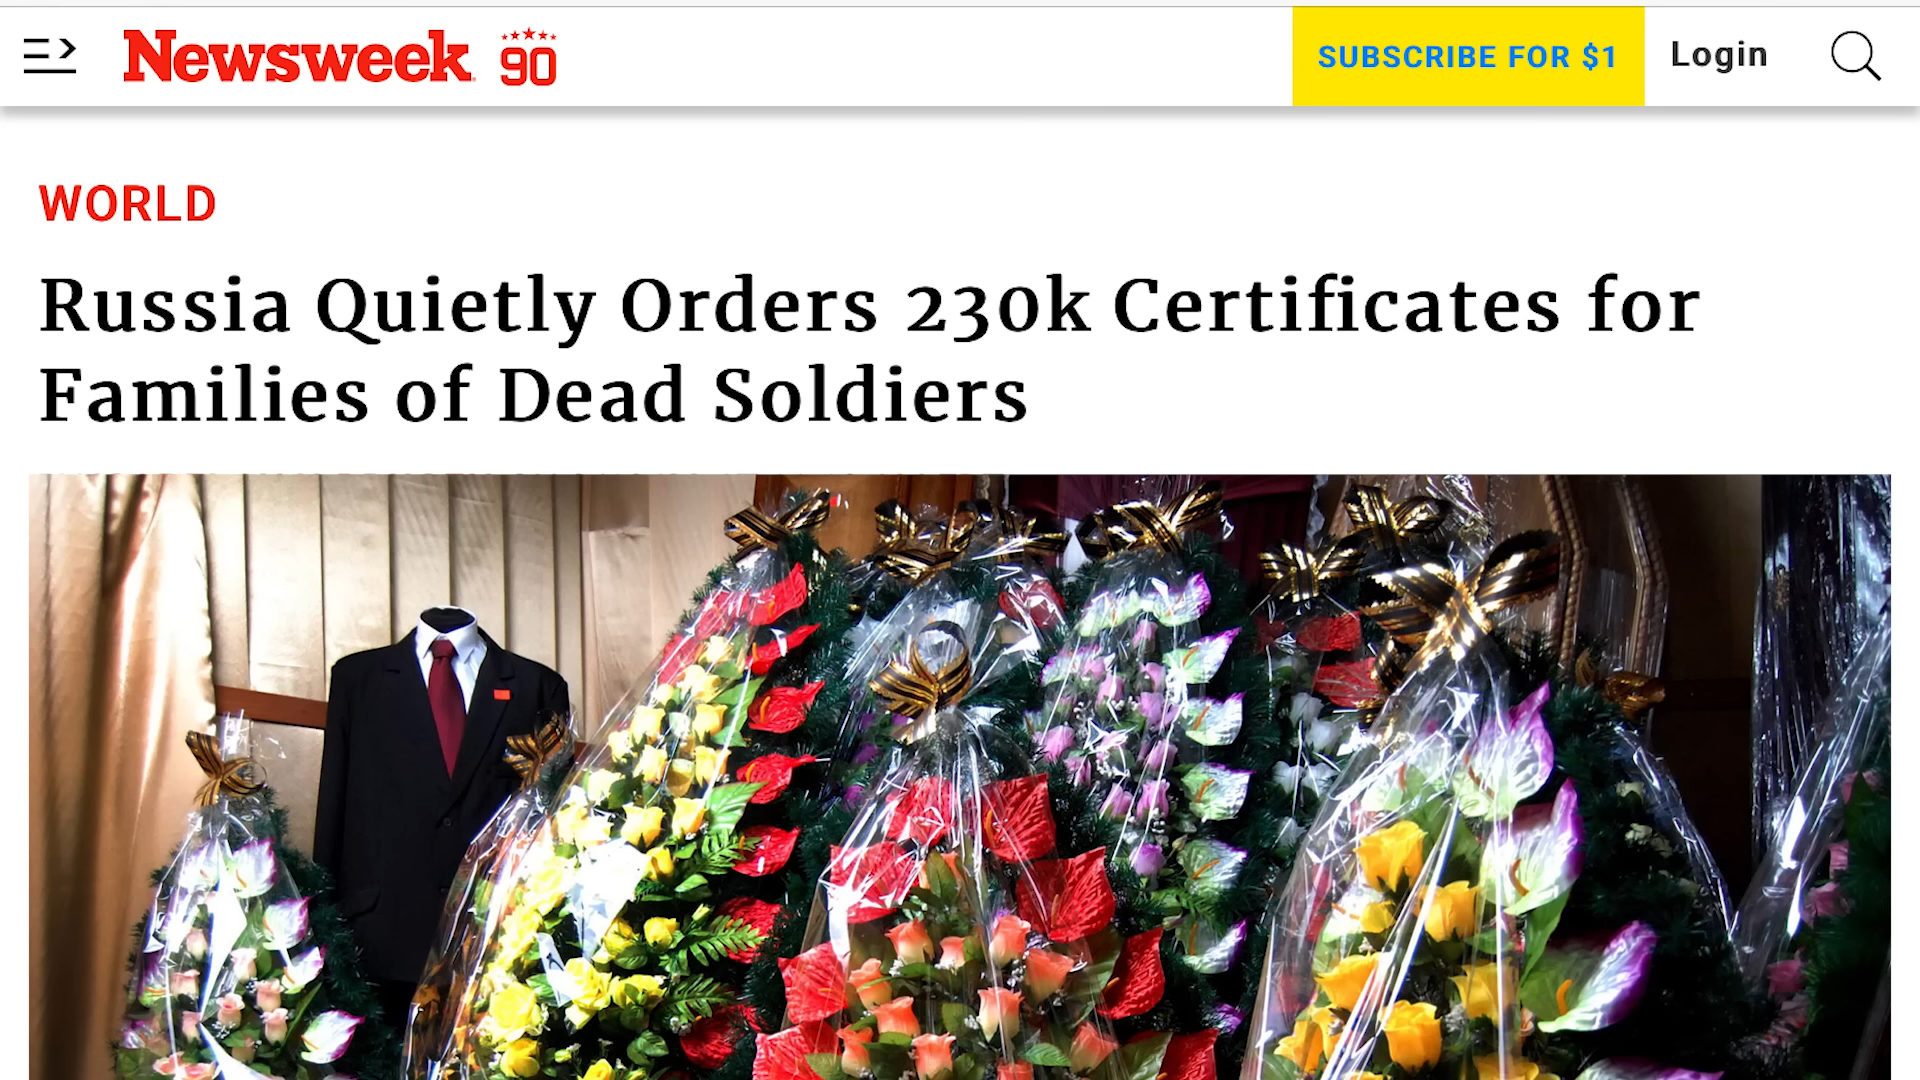 Newsweek 90
SUBSCRIBE FOR $1
Login
WORLD
Russia Quietly Orders 230k Certificates for
Families of Dead Soldiers